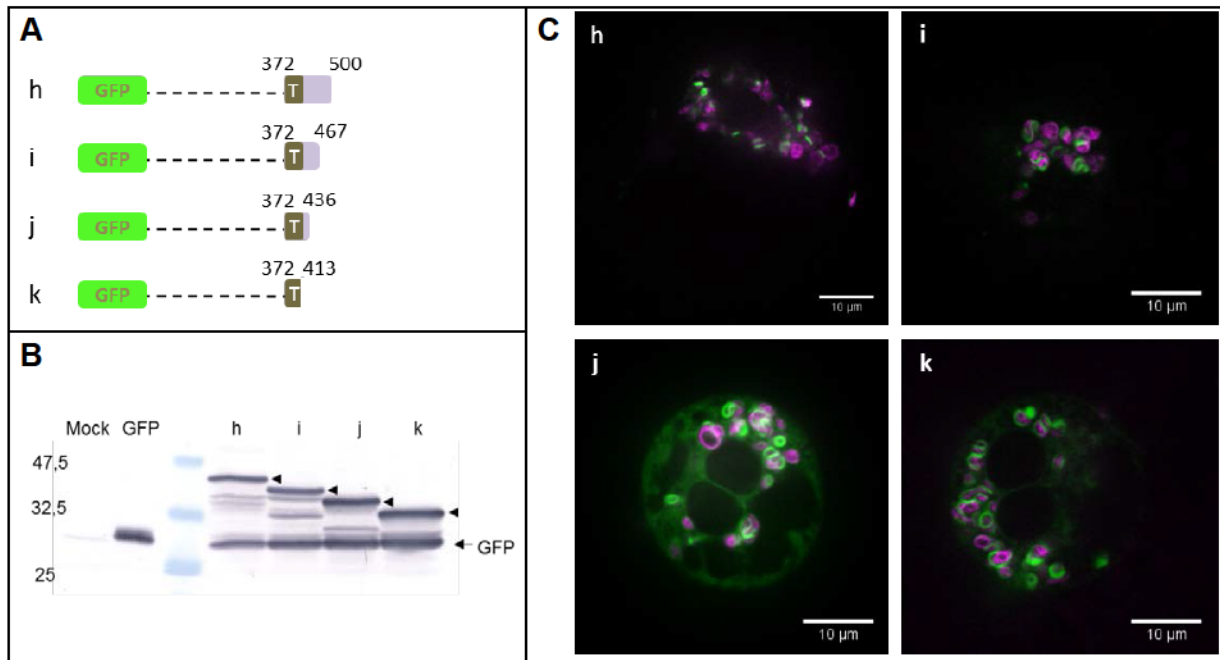 A
372 500
h GFP T
372 467
i GFP T
372 436
j GFP T
372 413
k GFP T
B
Mock GFP h i j k
47,5
32,5
GFP
25
C
h
10 µm
i
10 µm
j
10 µm
k
10 µm